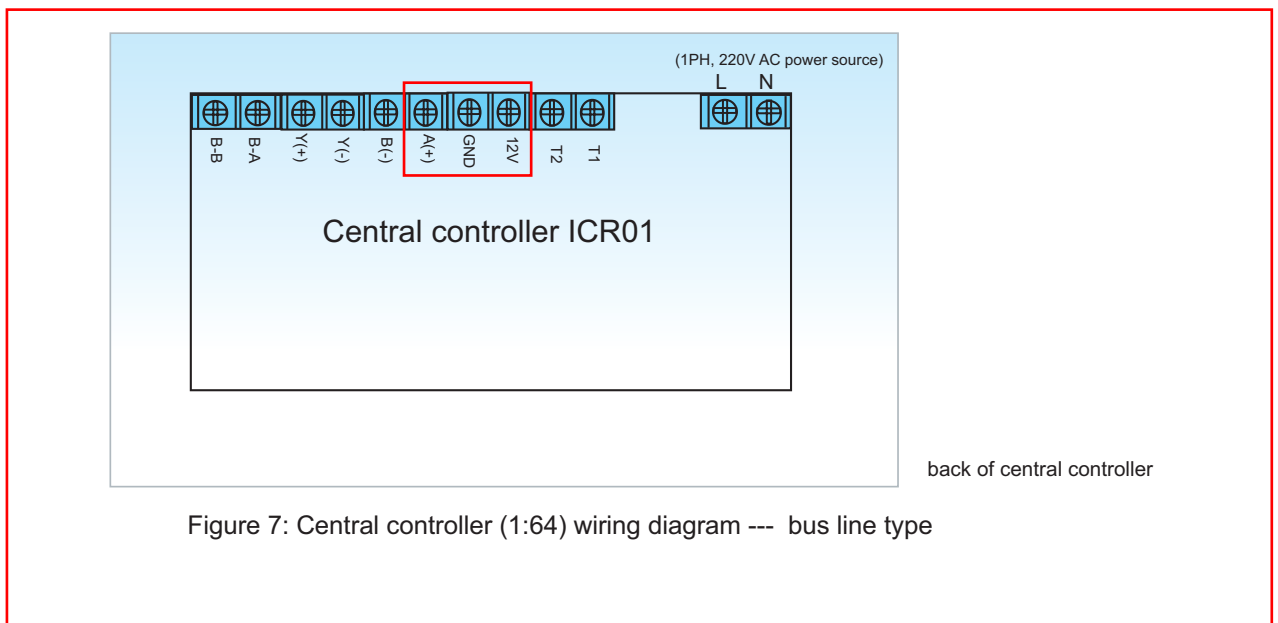 (1PH, 220V AC power source)
L N
B-B B-A Y(+) Y(-) B(-) A(+) GND 12V T2 T1
Central controller ICR01
back of central controller
Figure 7: Central controller (1:64) wiring diagram --- bus line type